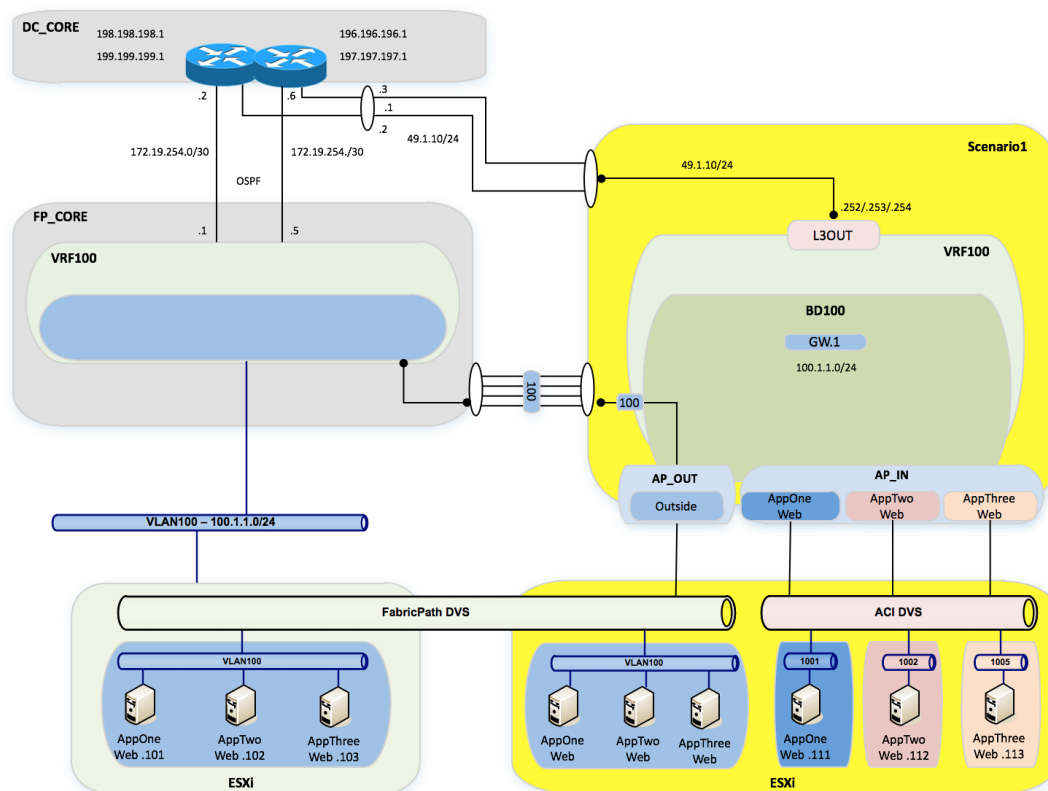 DC_CORE
198.198.198.1
199.199.199.1
196.196.196.1
197.197.197.1
.2
.6
.3
.1
.2
49.1.10/24
172.19.254.0/30
172.19.254./30
OSPF
Scenario1
49.1.10/24
.252/.253/.254
L3OUT
VRF100
BD100
GW.1
100.1.1.0/24
FP_CORE
.1
.5
VRF100
100
100
AP_OUT
Outside
AP_IN
AppOne
Web
AppTwo
Web
AppThree
Web
VLAN100 – 100.1.1.0/24
FabricPath DVS
ACI DVS
VLAN100
AppOne
Web .101
AppTwo
Web .102
AppThree
Web .103
ESXi
VLAN100
AppOne
Web
AppTwo
Web
AppThree
Web
1001
AppOne
Web .111
1002
AppTwo
Web .112
1005
AppThree
Web .113
ESXi